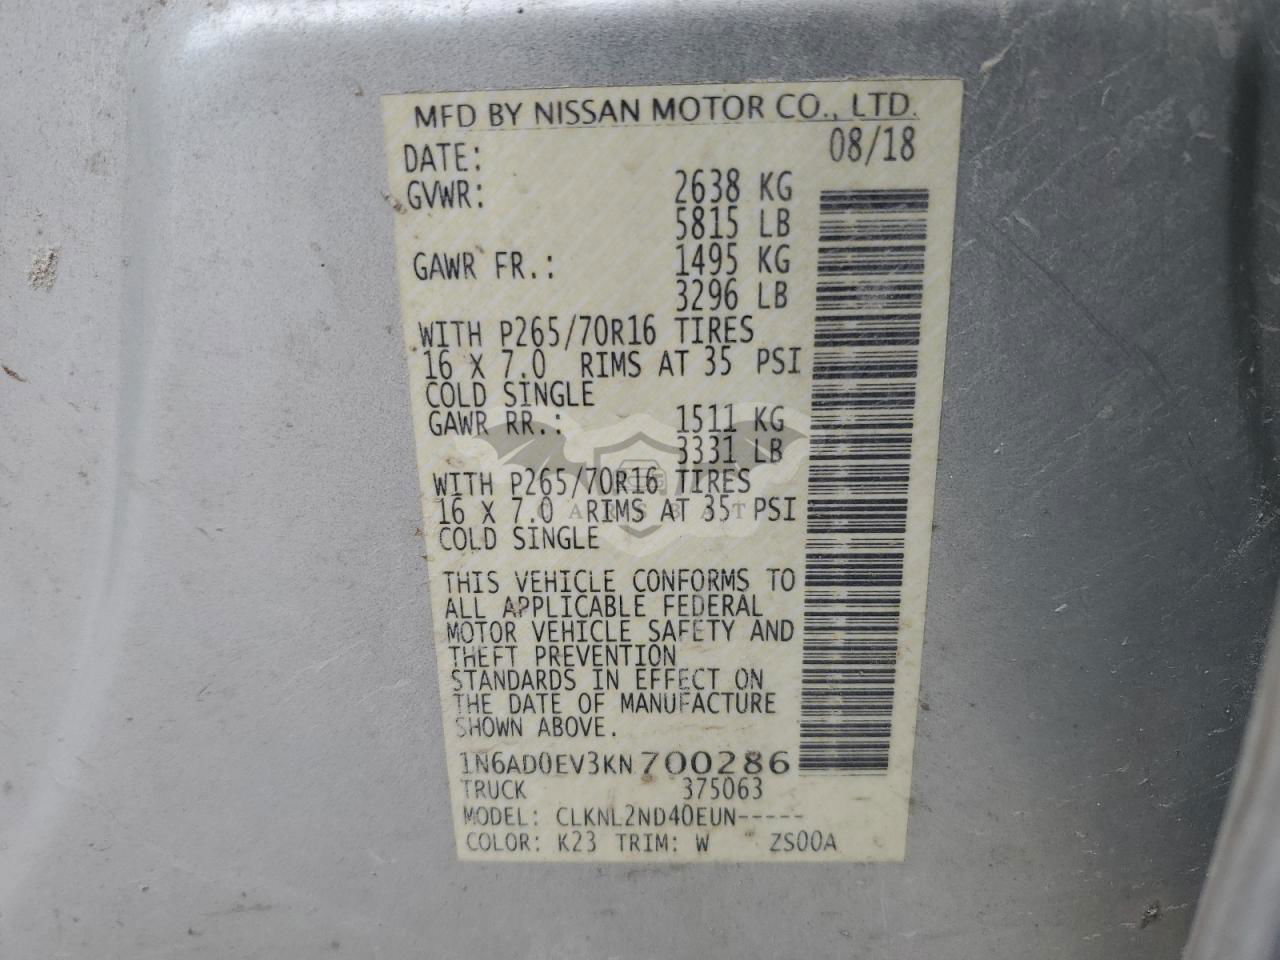 MFD BY NISSAN MOTOR CO., LTD.
DATE: 08/18
GVWR: 2638 KG
5815 LB
GAWR FR.: 1495 KG
3296 LB
WITH P265/70R16 TIRES
16 X 7.0 RIMS AT 35 PSI
COLD SINGLE
GAWR RR.: 1511 KG
3331 LB
WITH P265/70R16 TIRES
16 X 7.0 RIMS AT 35 PSI
COLD SINGLE
CARSBAT
THIS VEHICLE CONFORMS TO
ALL APPLICABLE FEDERAL
MOTOR VEHICLE SAFETY AND
THEFT PREVENTION
STANDARDS IN EFFECT ON
THE DATE OF MANUFACTURE
SHOWN ABOVE.
1N6AD0EV3KN700286
TRUCK 375063
MODEL: CLKNL2ND40EUN-----
COLOR: K23 TRIM: W ZS00A